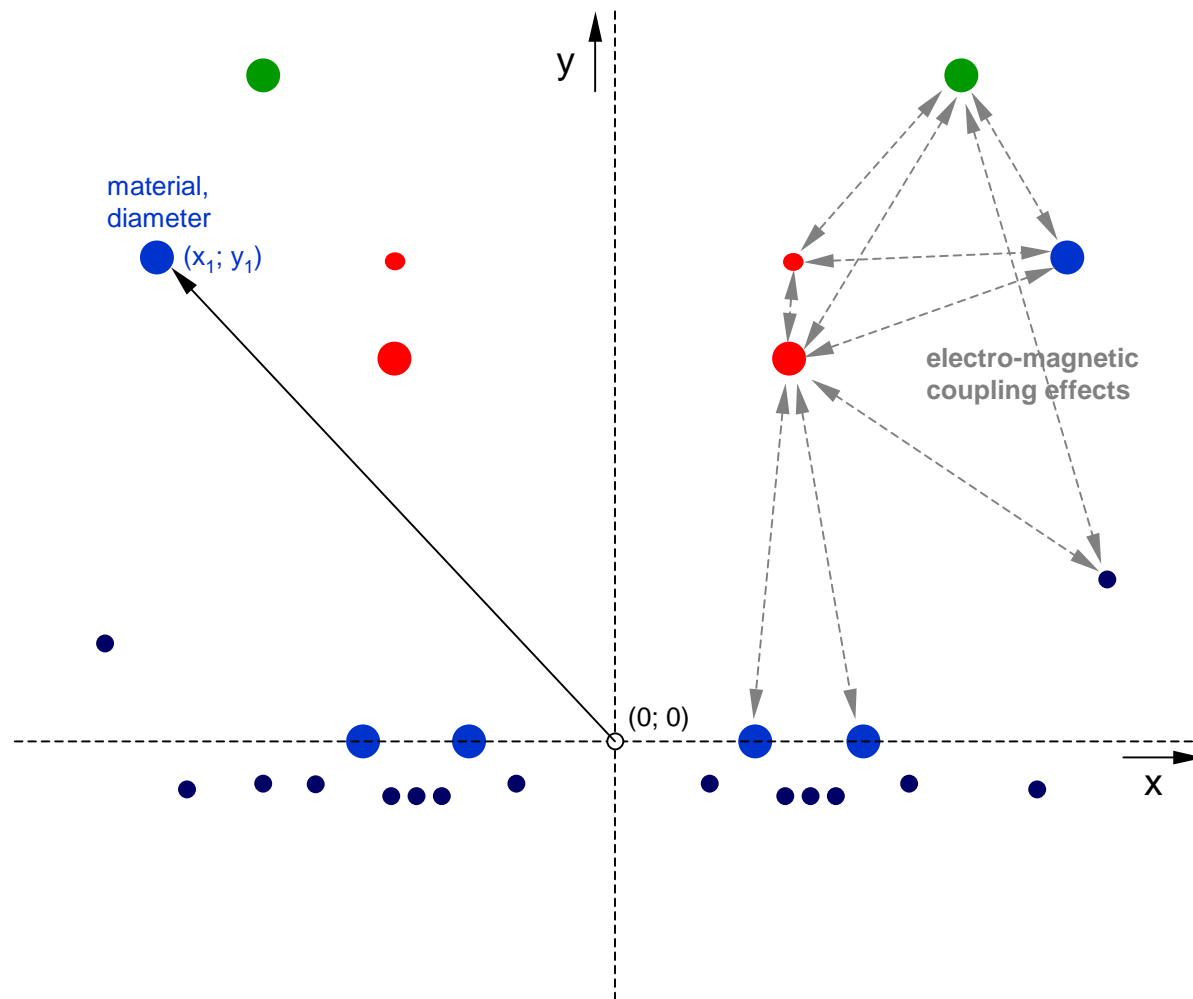 y
material,
diameter
(x₁; y₁)
electro-magnetic
coupling effects
(0; 0)
x